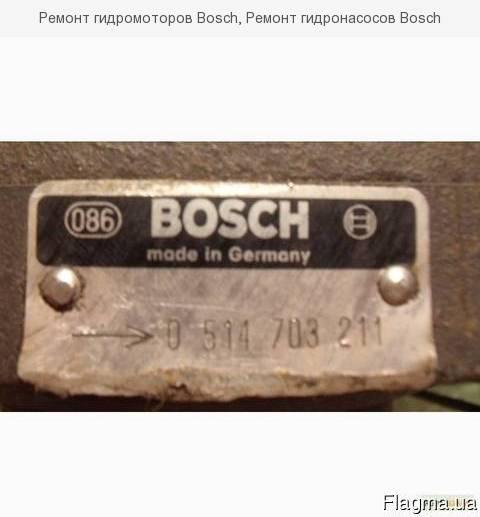 Ремонт гидромоторов Bosch, Ремонт гидронасосов Bosch
086 BOSCH
made in Germany
0 514 703 211
Flagma.ua